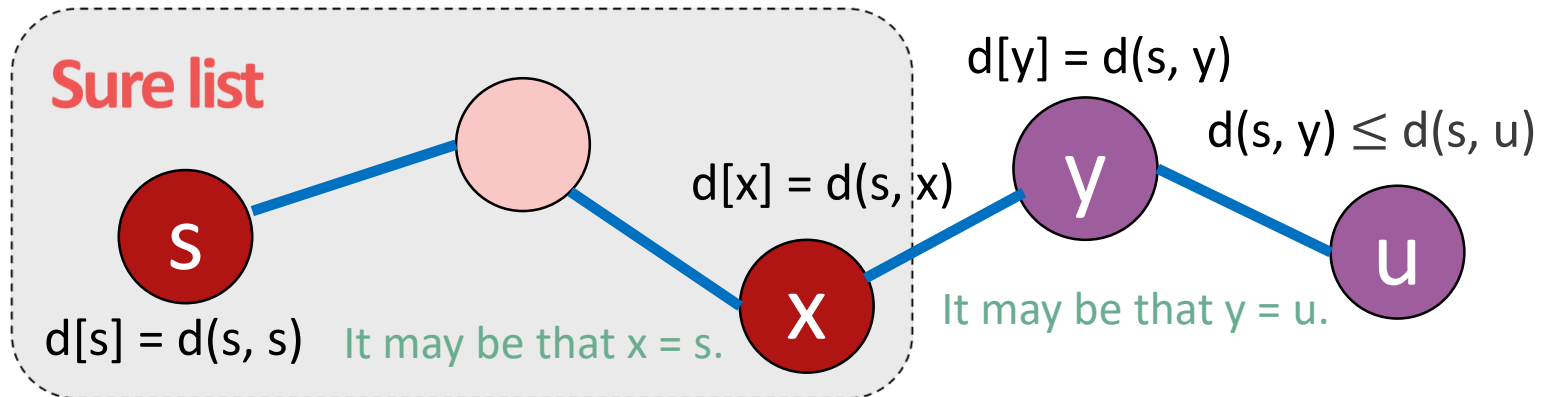 Sure list
s
d[s] = d(s, s)
It may be that x = s.
d[x] = d(s, x)
x
d[y] = d(s, y)
y
d(s, y) ≤ d(s, u)
u
It may be that y = u.